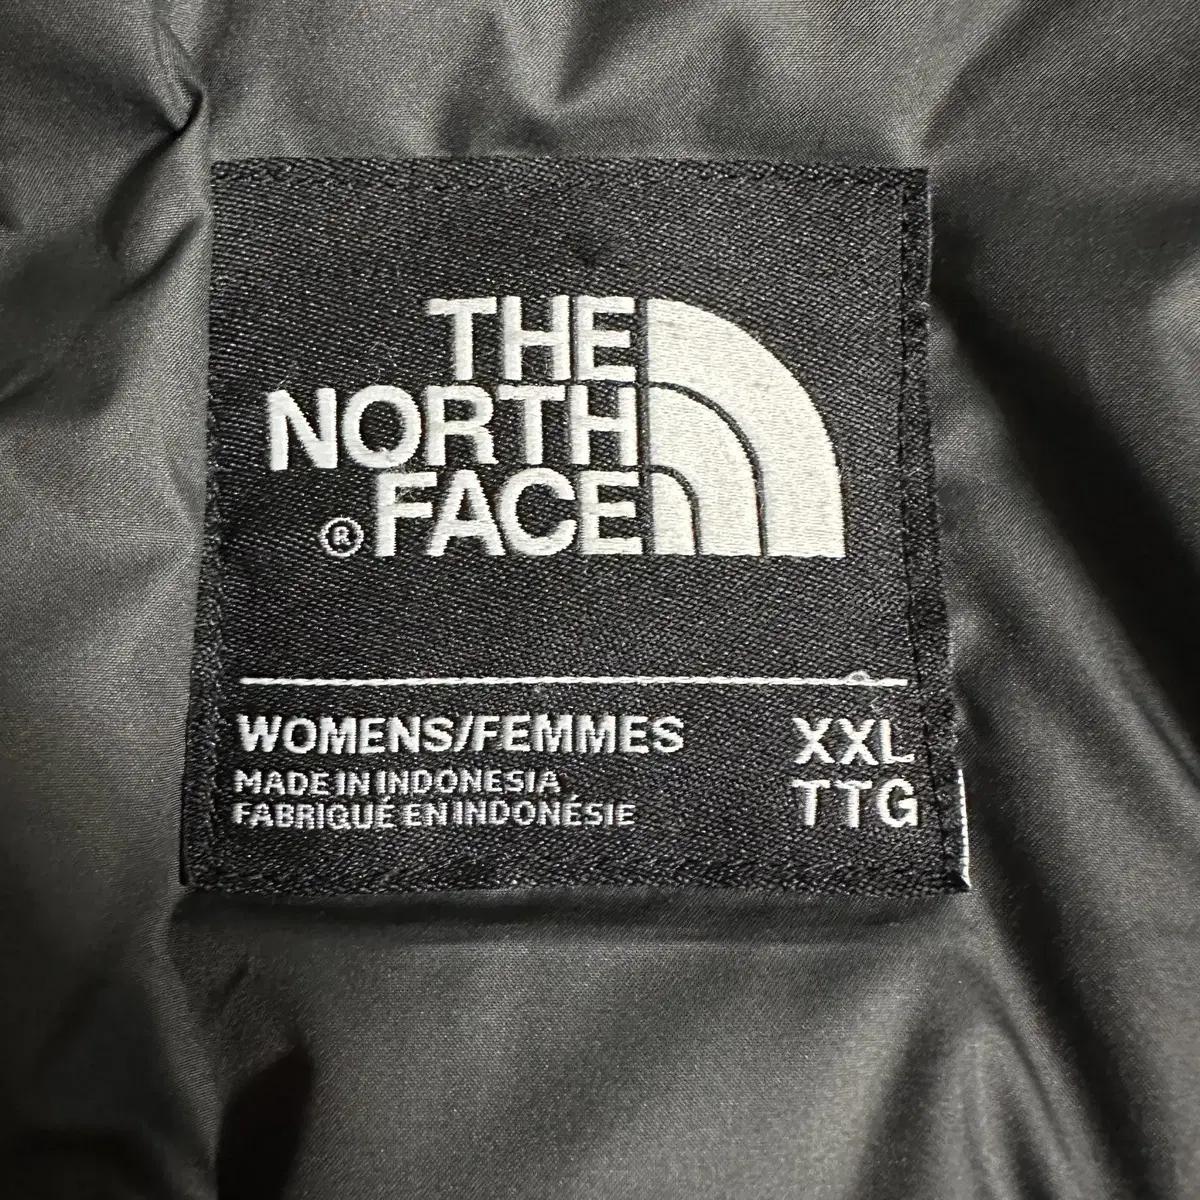 THE
NORTH
® FACE
WOMENS/FEMMES XXL
MADE IN INDONESIA TTG
FABRIQUÉ EN INDONÉSIE